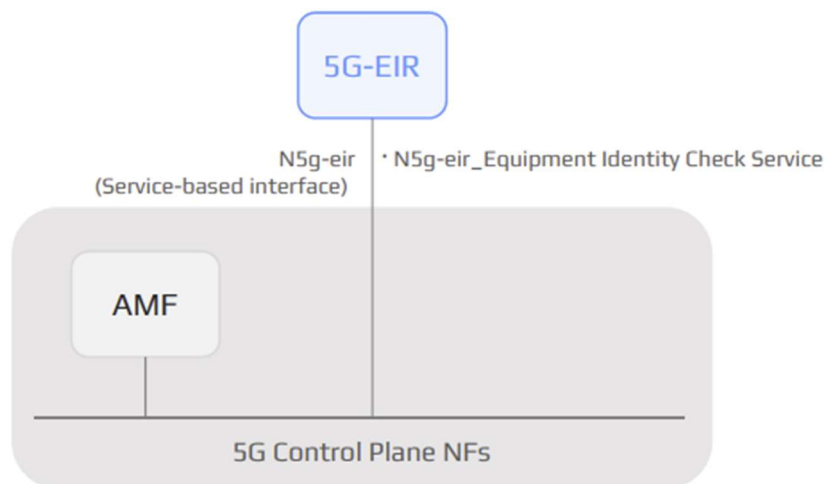 5G-EIR
N5g-eir
(Service-based interface)
· N5g-eir_Equipment Identity Check Service
AMF
5G Control Plane NFs